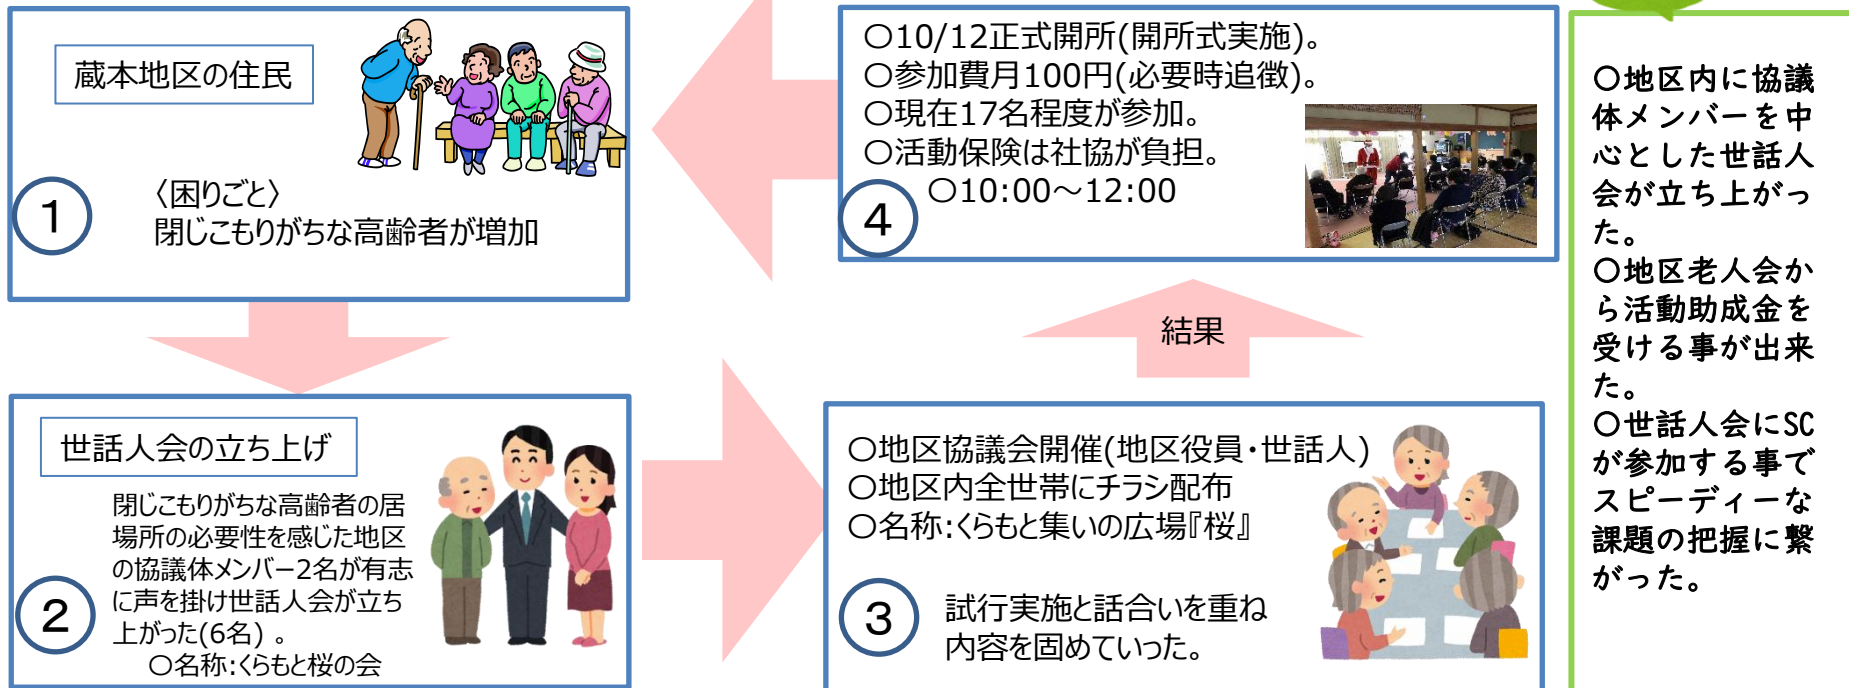 蔵本地区の住民
〈困りごと〉
閉じこもりがちな高齢者が増加
1
世話人会の立ち上げ
閉じこもりがちな高齢者の居
場所の必要性を感じた地区
の協議体メンバー2名が有志
に声を掛け世話人会が立ち
上がった(6名) 。
○名称:くらもと桜の会
2
○地区協議会開催(地区役員・世話人)
○地区内全世帯にチラシ配布
○名称:くらもと集いの広場『桜』
試行実施と話合いを重ね
内容を固めていった。
3
結果
○10/12正式開所(開所式実施)。
○参加費月100円(必要時追徴)。
○現在17名程度が参加。
○活動保険は社協が負担。
○10:00～12:00
4
○地区内に協議
体メンバーを中
心とした世話人
会が立ち上がっ
た。
○地区老人会か
ら活動助成金を
受ける事が出来
た。
○世話人会にSC
が参加する事で
スピーディーな
課題の把握に繋
がった。